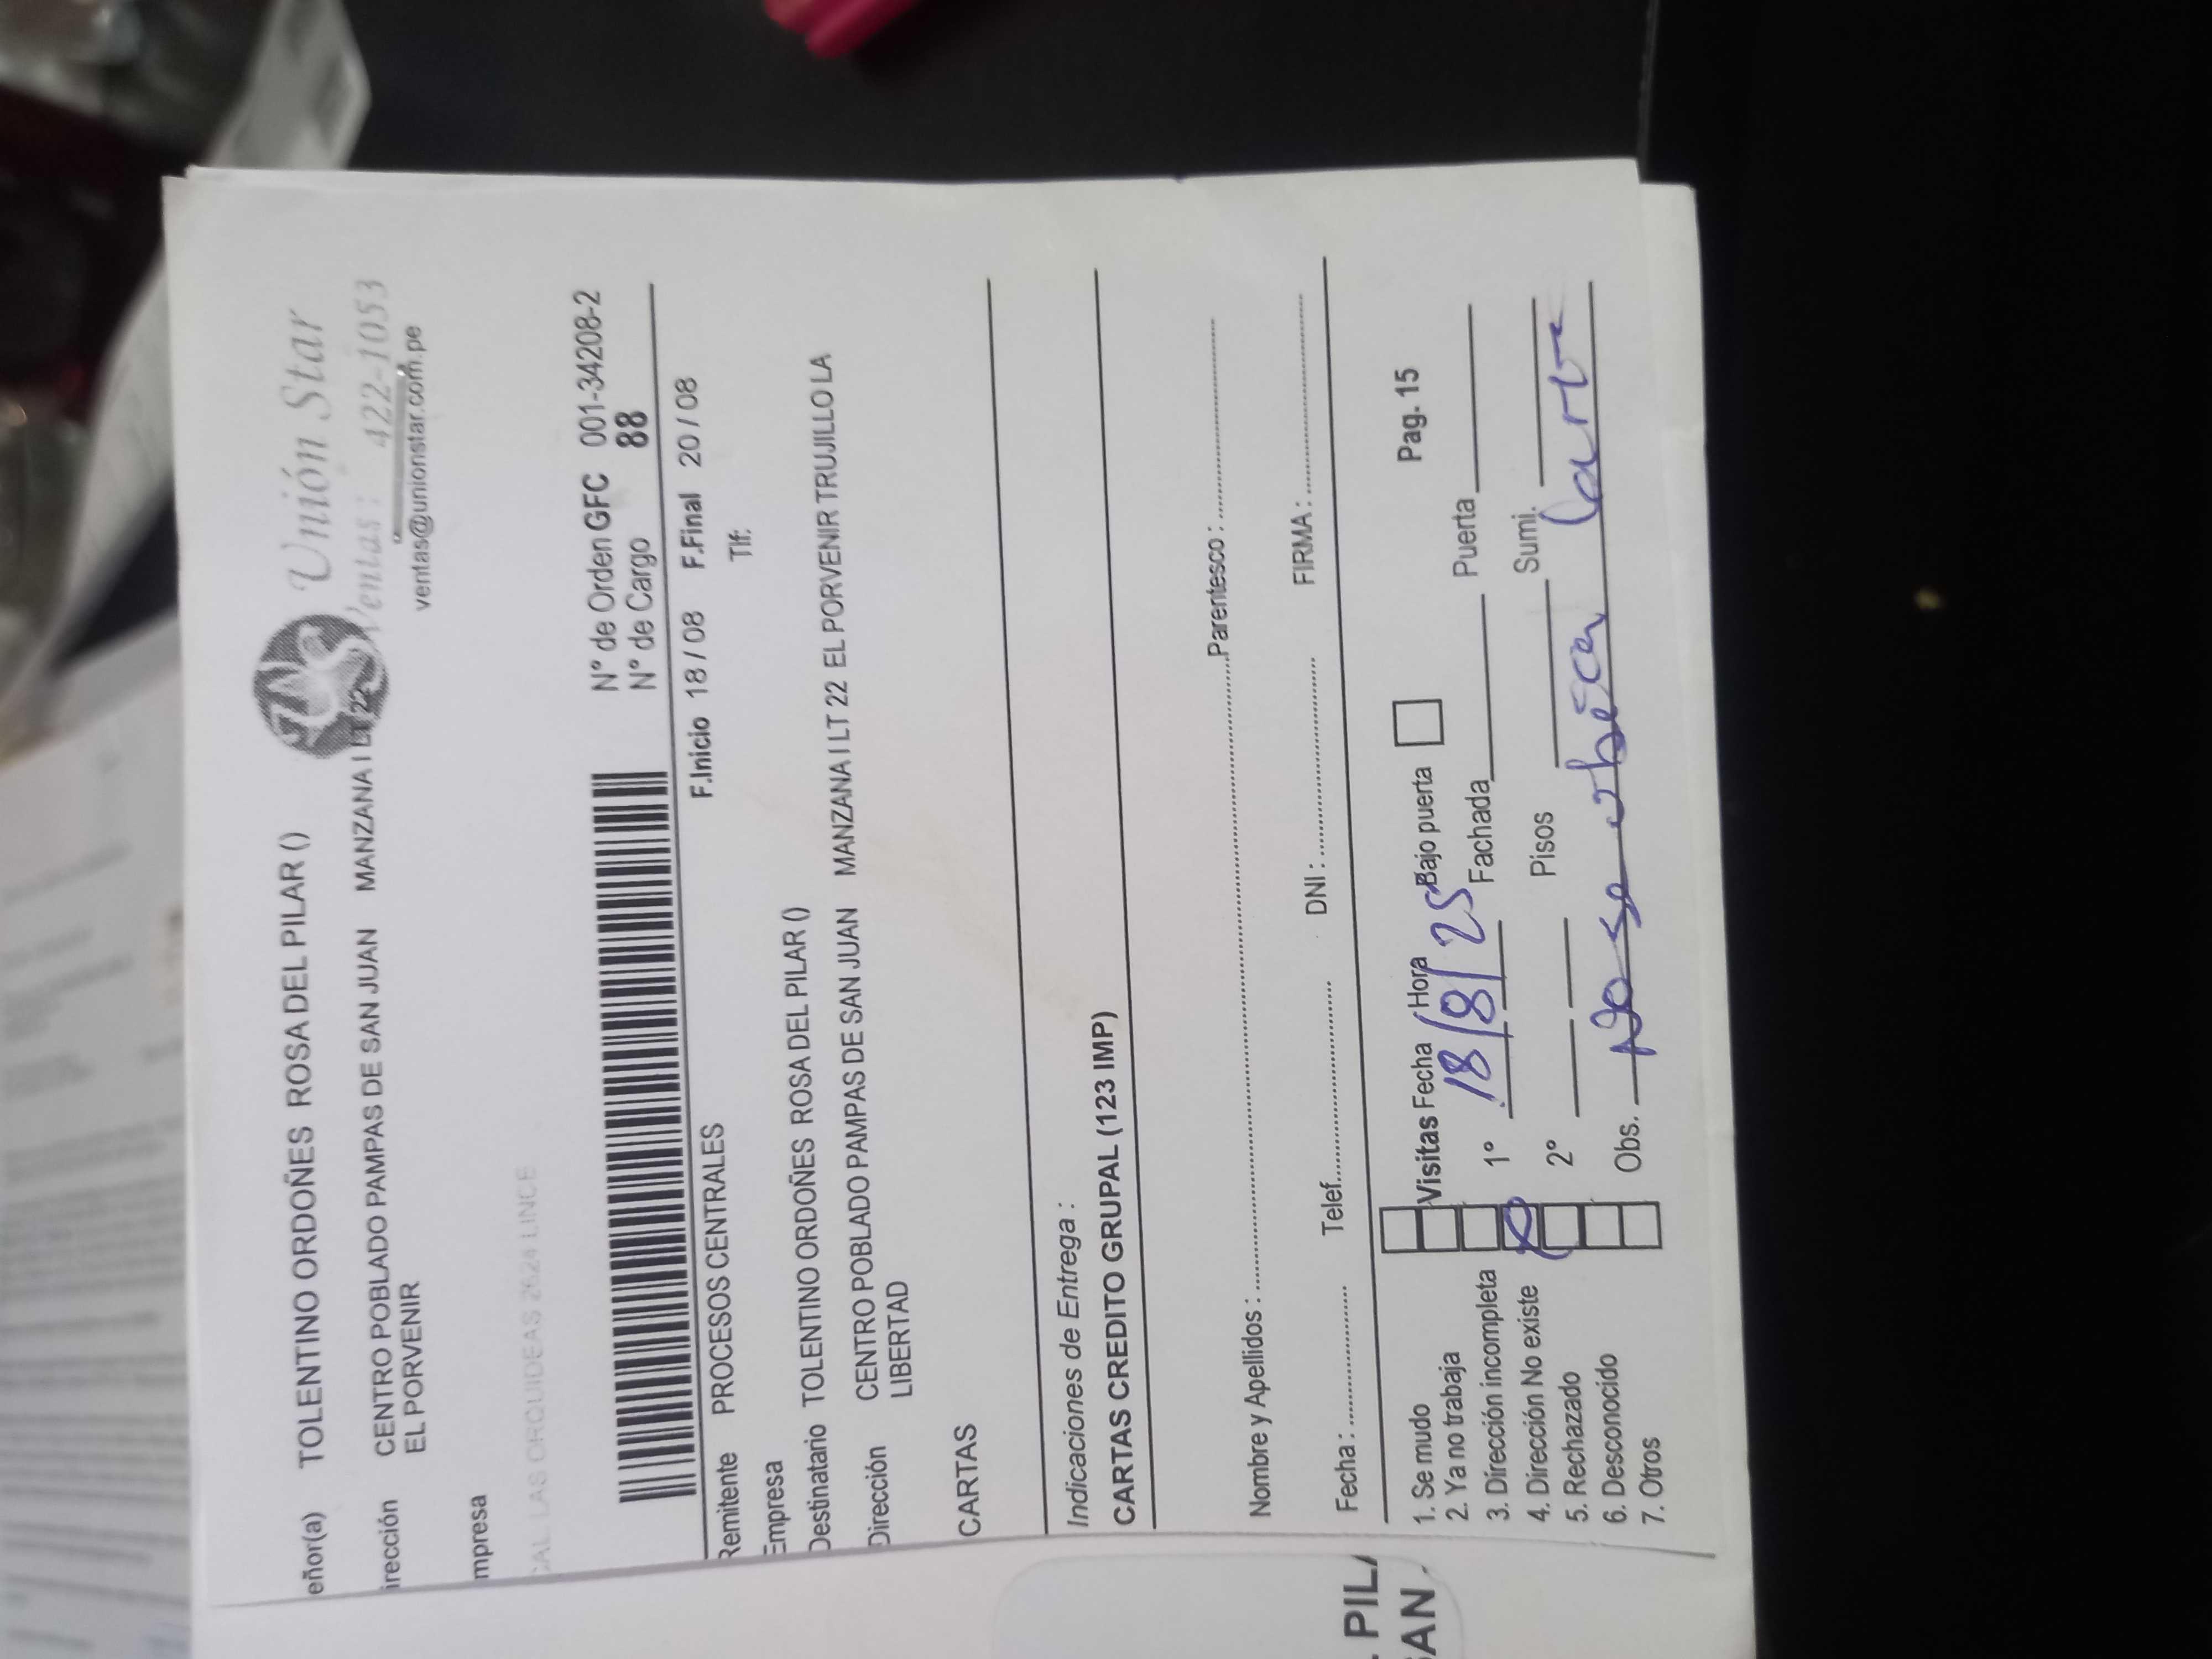 Unión Star
Ventas: 422-1053
ventas@unionstar.com.pe
eñor(a) TOLENTINO ORDOÑES ROSA DEL PILAR ()
irección CENTRO POBLADO PAMPAS DE SAN JUAN MANZANA I LT 22
EL PORVENIR
mpresa
CAL LAS ORQUIDEAS 2624 LINCE
N° de Orden GFC 001-34208-2
N° de Cargo 88
F.Inicio 18 / 08 F.Final 20 / 08
Remitente PROCESOS CENTRALES
Tlf:
Empresa
Destinatario TOLENTINO ORDOÑES ROSA DEL PILAR ()
Dirección CENTRO POBLADO PAMPAS DE SAN JUAN MANZANA I LT 22 EL PORVENIR TRUJILLO LA
LIBERTAD
CARTAS
Indicaciones de Entrega :
CARTAS CREDITO GRUPAL (123 IMP)
Nombre y Apellidos : Parentesco :
Fecha : Telef. DNI : FIRMA :
1. Se mudo
2. Ya no trabaja
3. Dirección incompleta
4. Dirección No existe
5. Rechazado
6. Desconocido
7. Otros
Visitas Fecha / Hora Bajo puerta Pag. 15
1° 18/8/25 Fachada Puerta
2° Pisos Sumi.
Obs. No se ubica
PIL
SAN